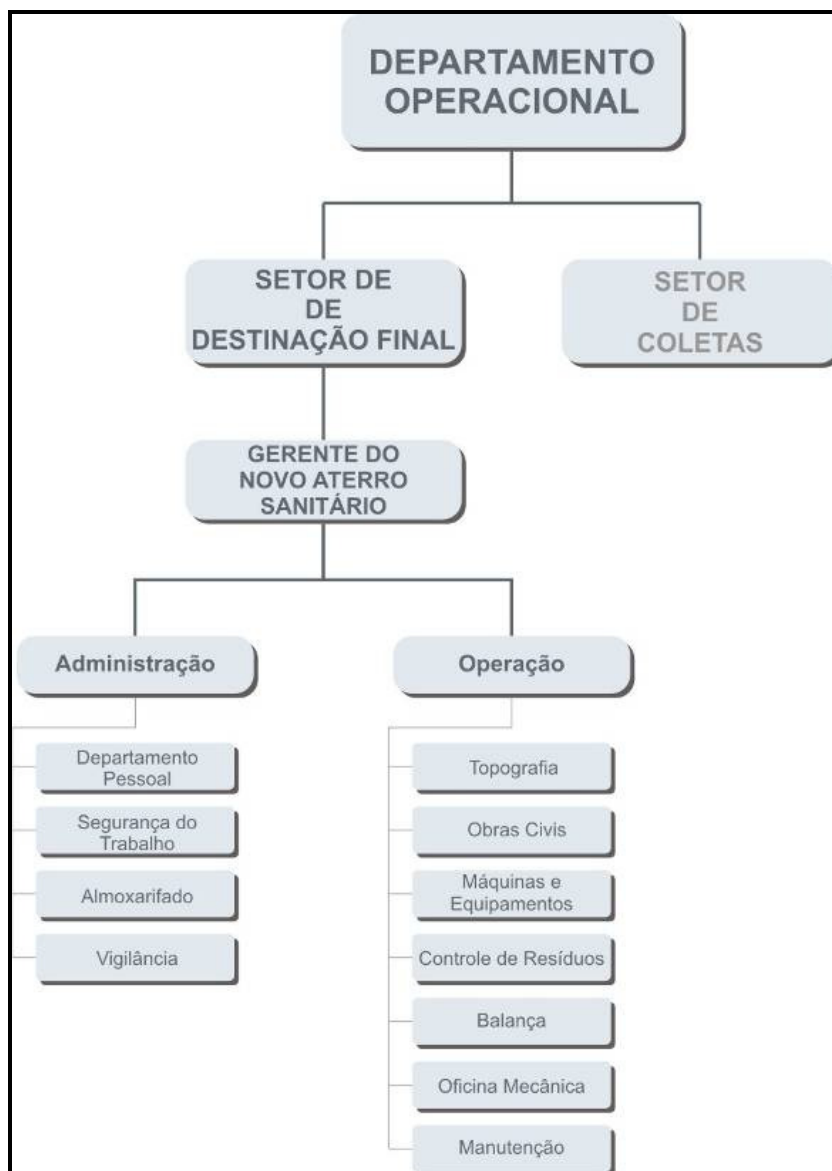 DEPARTAMENTO
OPERACIONAL
SETOR DE
DE
DESTINAÇÃO FINAL
SETOR
DE
COLETAS
GERENTE DO
NOVO ATERRO
SANITÁRIO
Administração
Operação
Departamento
Pessoal
Segurança do
Trabalho
Almoxarifado
Vigilância
Topografia
Obras Civis
Máquinas e
Equipamentos
Controle de Resíduos
Balança
Oficina Mecânica
Manutenção